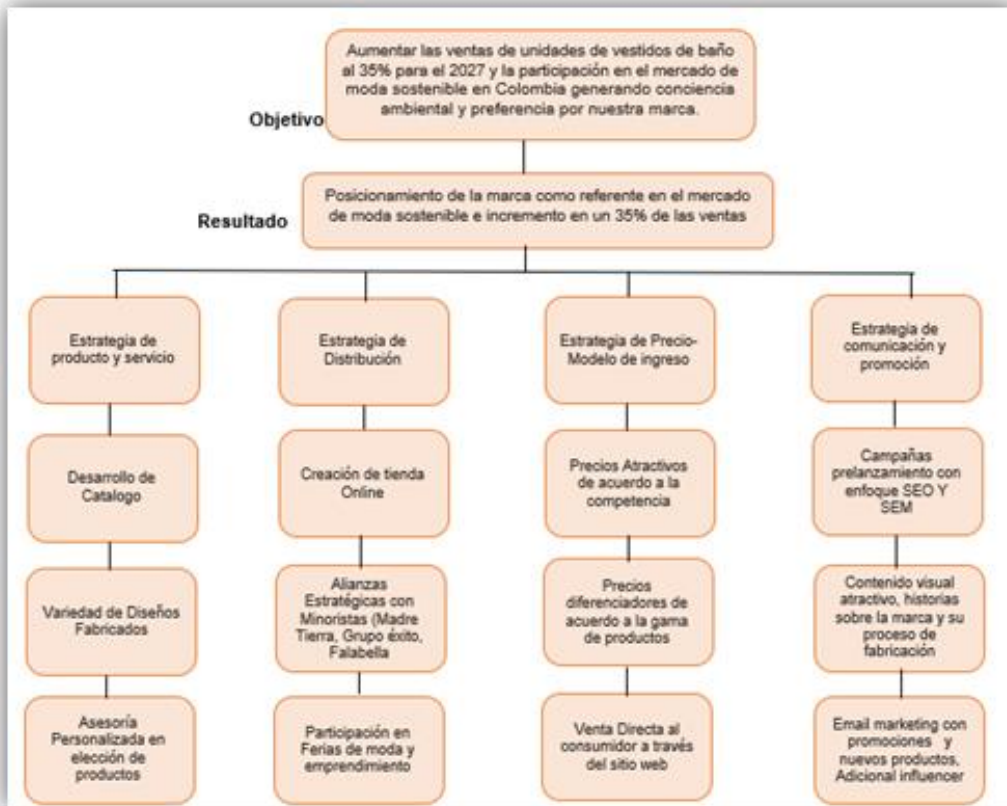 Aumentar las ventas de unidades de vestidos de baño
al 35% para el 2027 y la participación en el mercado de
moda sostenible en Colombia generando conciencia
ambiental y preferencia por nuestra marca.
Objetivo
Posicionamiento de la marca como referente en el mercado
de moda sostenible e incremento en un 35% de las ventas
Resultado
Estrategia de
producto y servicio
Estrategia de
Distribución
Estrategia de Precio-
Modelo de ingreso
Estrategia de
comunicación y
promoción
Desarrollo de
Catalogo
Creación de tienda
Online
Precios Atractivos
de acuerdo a la
competencia
Campañas
prelanzamiento con
enfoque SEO Y
SEM
Variedad de Diseños
Fabricados
Alianzas
Estratégicas con
Minoristas (Madre
Tierra, Grupo éxito,
Falabella
Precios
diferenciadores de
acuerdo a la gama
de productos
Contenido visual
atractivo, historias
sobre la marca y su
proceso de
fabricación
Asesoría
Personalizada en
elección de
productos
Participación en
Ferias de moda y
emprendimiento
Venta Directa al
consumidor a través
del sitio web
Email marketing con
promociones y
nuevos productos,
Adicional influencer